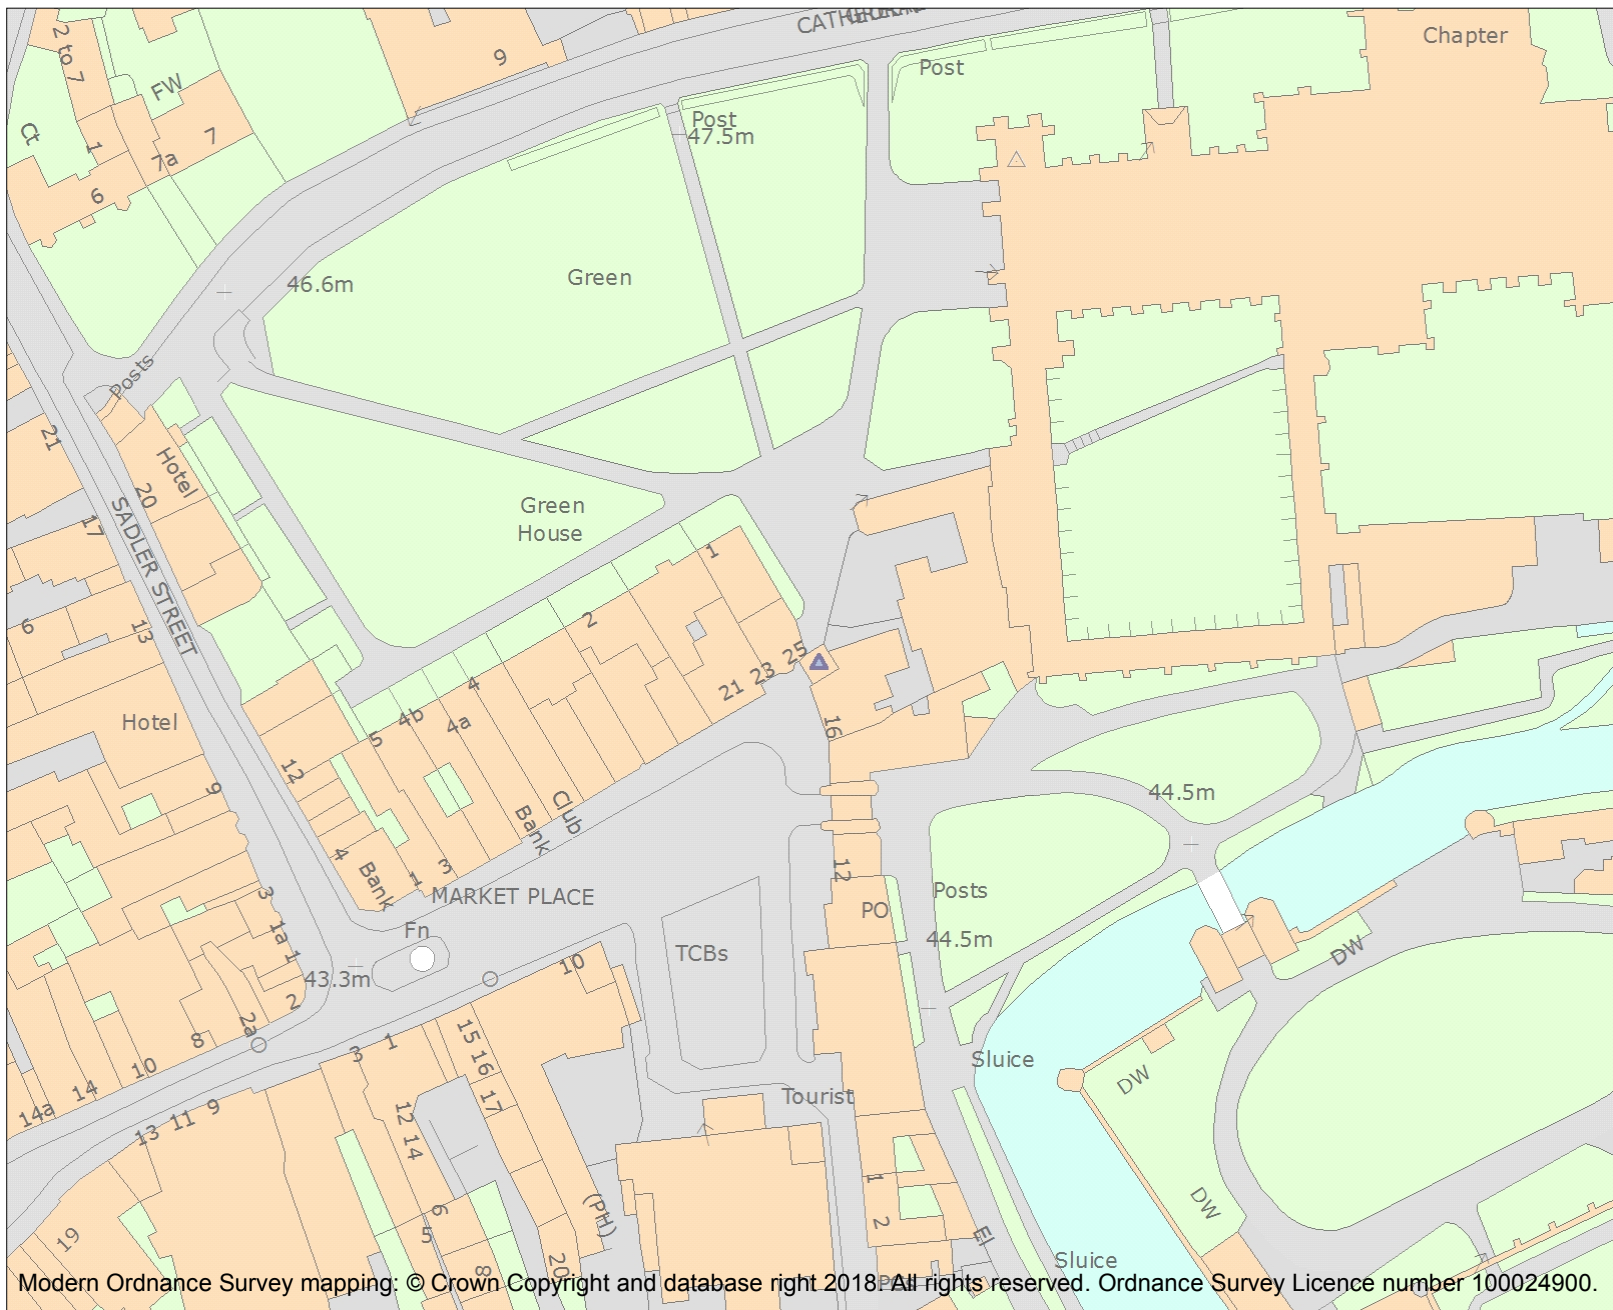 2 to 7
9
Chapter
FW
Post
Post
47.5m
Ct
1
7a
7
6
Green
46.6m
Posts
21
Hotel
20
17
SADLER STREET
Green
House
1
2
6
13
25
23
21
4
4b
4a
5
16
Hotel
12
9
44.5m
Club
Bank
4
Bank
1
3
12
MARKET PLACE
Posts
PO
3
Fn
TCBs
44.5m
DW
1a
1
43.3m
10
2
2a
8
15
16
1
3
Sluice
10
14
14a
17
Tourist
DW
9
11
13
12
14
1
2
(PH)
DW
6
5
19
El
Sluice
8
20
Modern Ordnance Survey mapping: © Crown Copyright and database right 2018. All rights reserved. Ordnance Survey Licence number 100024900.